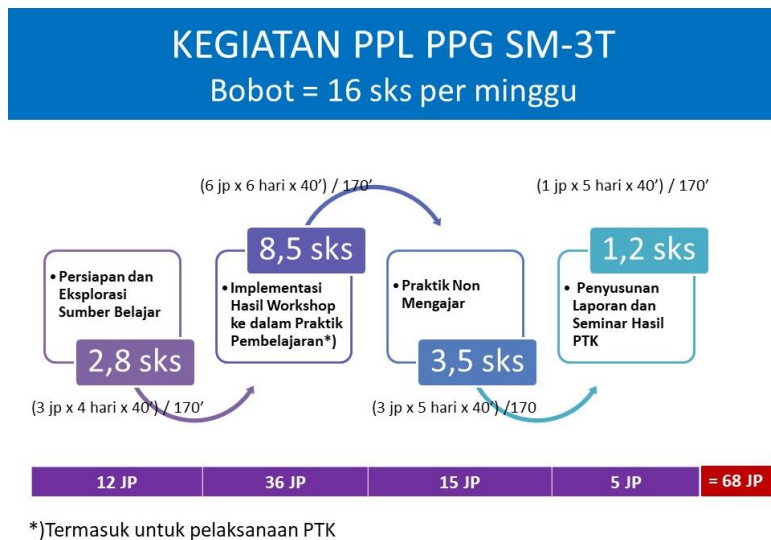 KEGIATAN PPL PPG SM-3T
Bobot = 16 sks per minggu
(6 jp x 6 hari x 40’) / 170’
(1 jp x 5 hari x 40’) / 170’
• Persiapan dan
Eksplorasi
Sumber Belajar
2,8 sks
(3 jp x 4 hari x 40’) / 170’
8,5 sks
• Implementasi
Hasil Workshop
ke dalam Praktik
Pembelajaran*)
• Praktik Non
Mengajar
3,5 sks
(3 jp x 5 hari x 40’) /170
1,2 sks
• Penyusunan
Laporan dan
Seminar Hasil
PTK
12 JP
36 JP
15 JP
5 JP
= 68 JP
*)Termasuk untuk pelaksanaan PTK